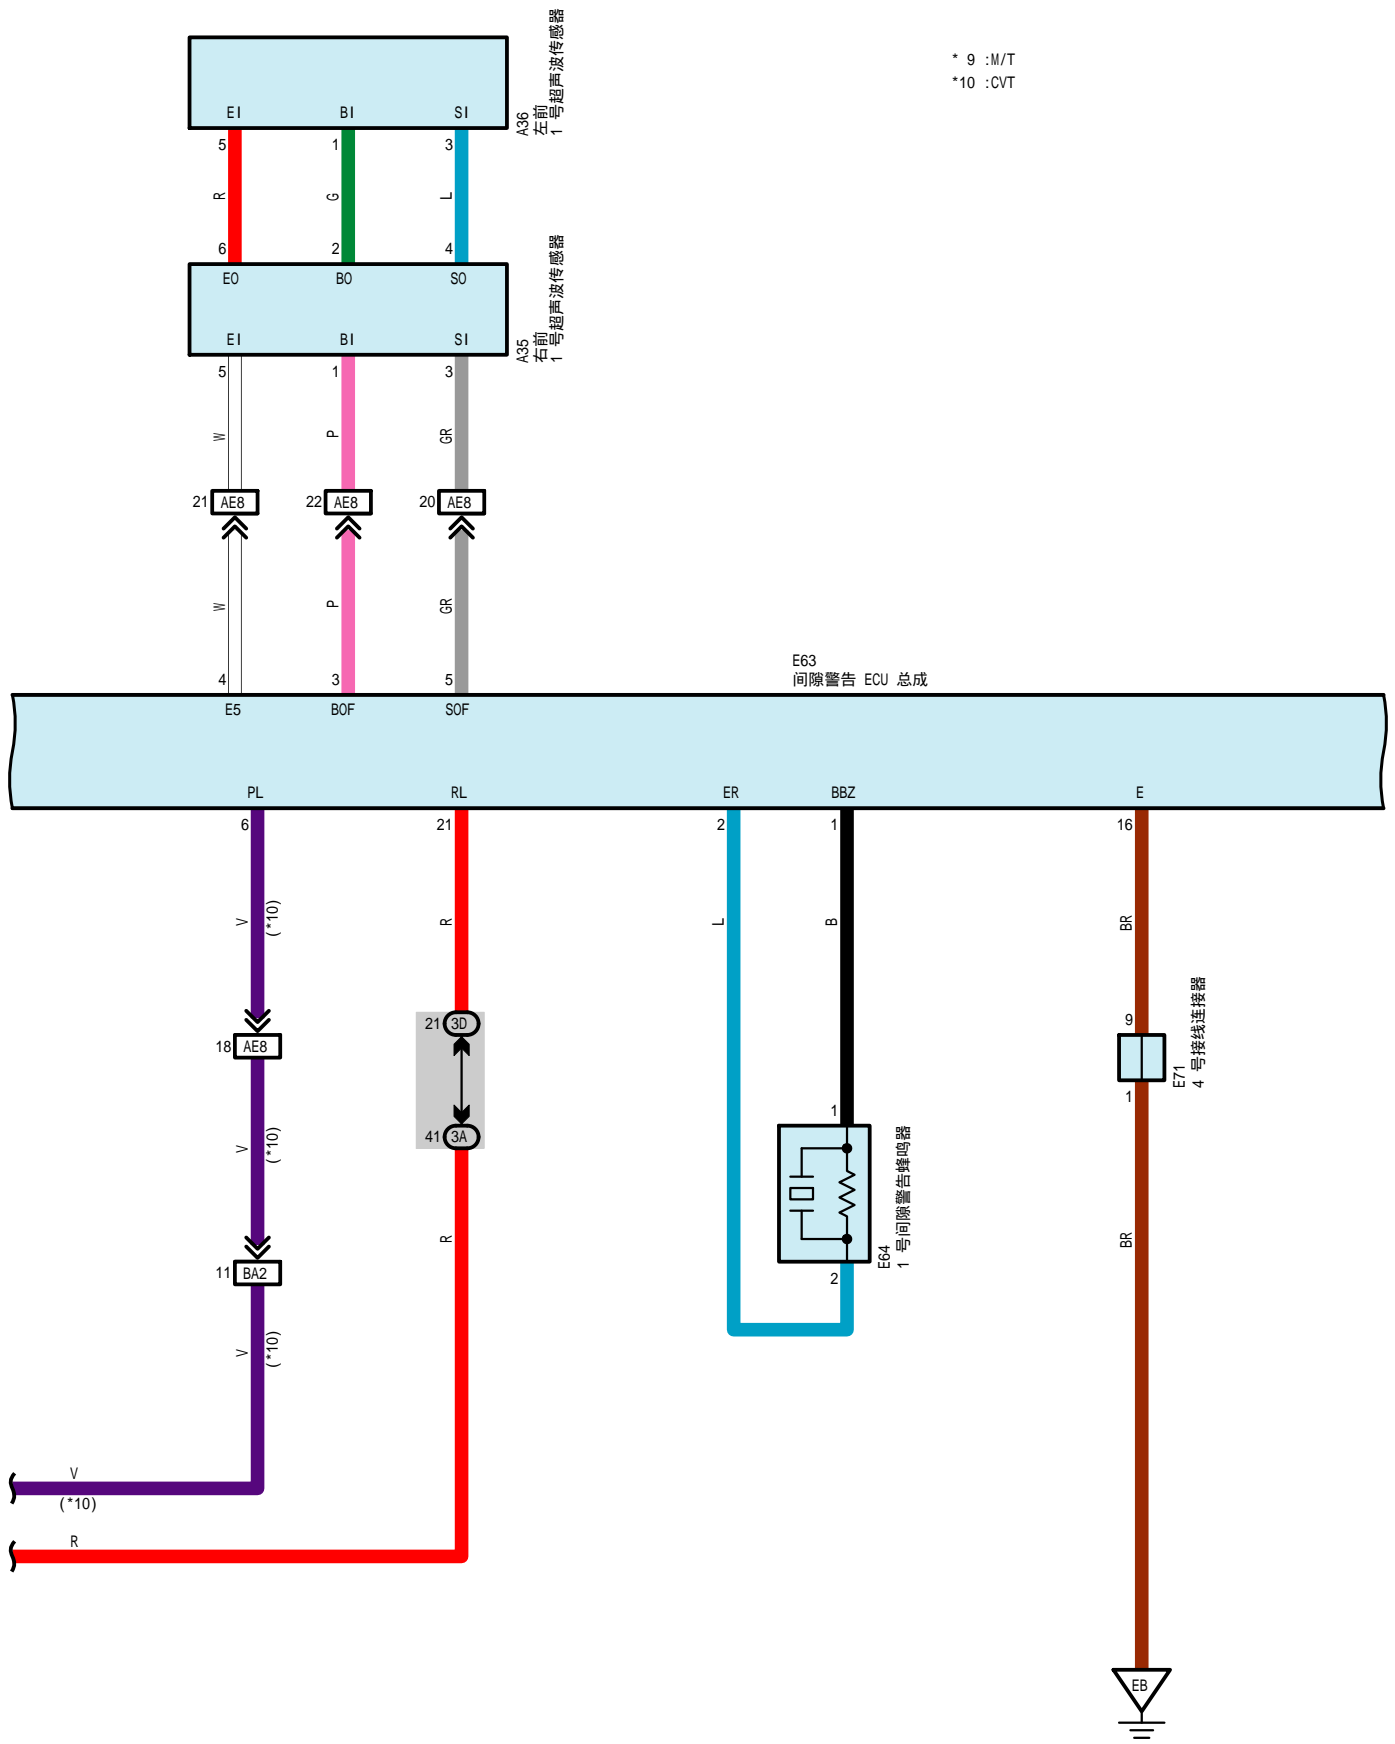 * 9 :M/T
*10 :CVT
EI BI SI
A36
左前
1 号超声波传感器
5 1 3
R G L
6 2 4
EO BO SO
EI BI SI
A35
右前
1 号超声波传感器
5 1 3
W P GR
21 AE8 22 AE8 20 AE8
W P GR
4 3 5
E63
间隙警告 ECU 总成
E5 BOF SOF
PL RL ER BBZ E
6 21 2 1 16
V (*10) R L B BR
21 3D
18 AE8
9
1
E71
4 号接线连接器
41 3A
1
V (*10)
R
BR
E64
1 号间隙警告蜂鸣器
2
11 BA2
V (*10)
V
(*10)
R
EB